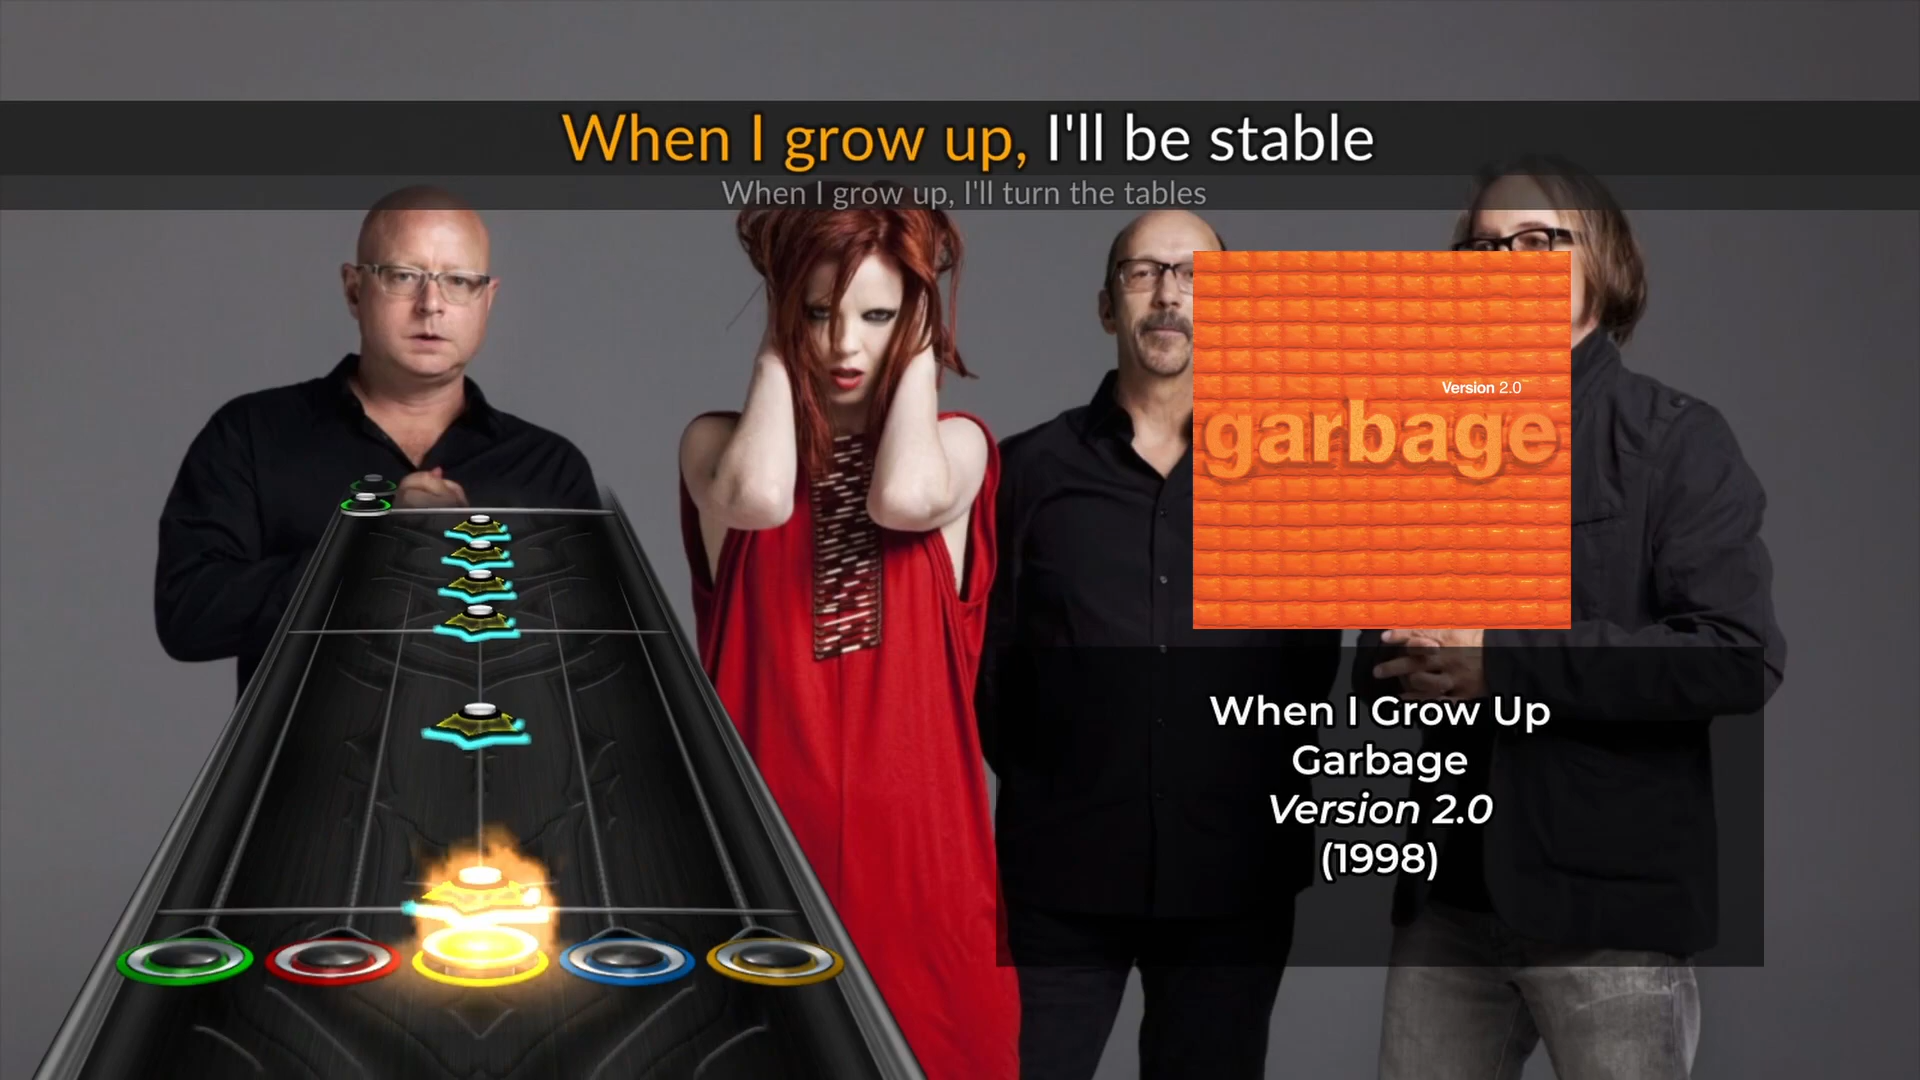 When I grow up, I'll be stable
When I grow up, I'll turn the tables
Version 2.0
garbage
When I Grow Up
Garbage
Version 2.0
(1998)